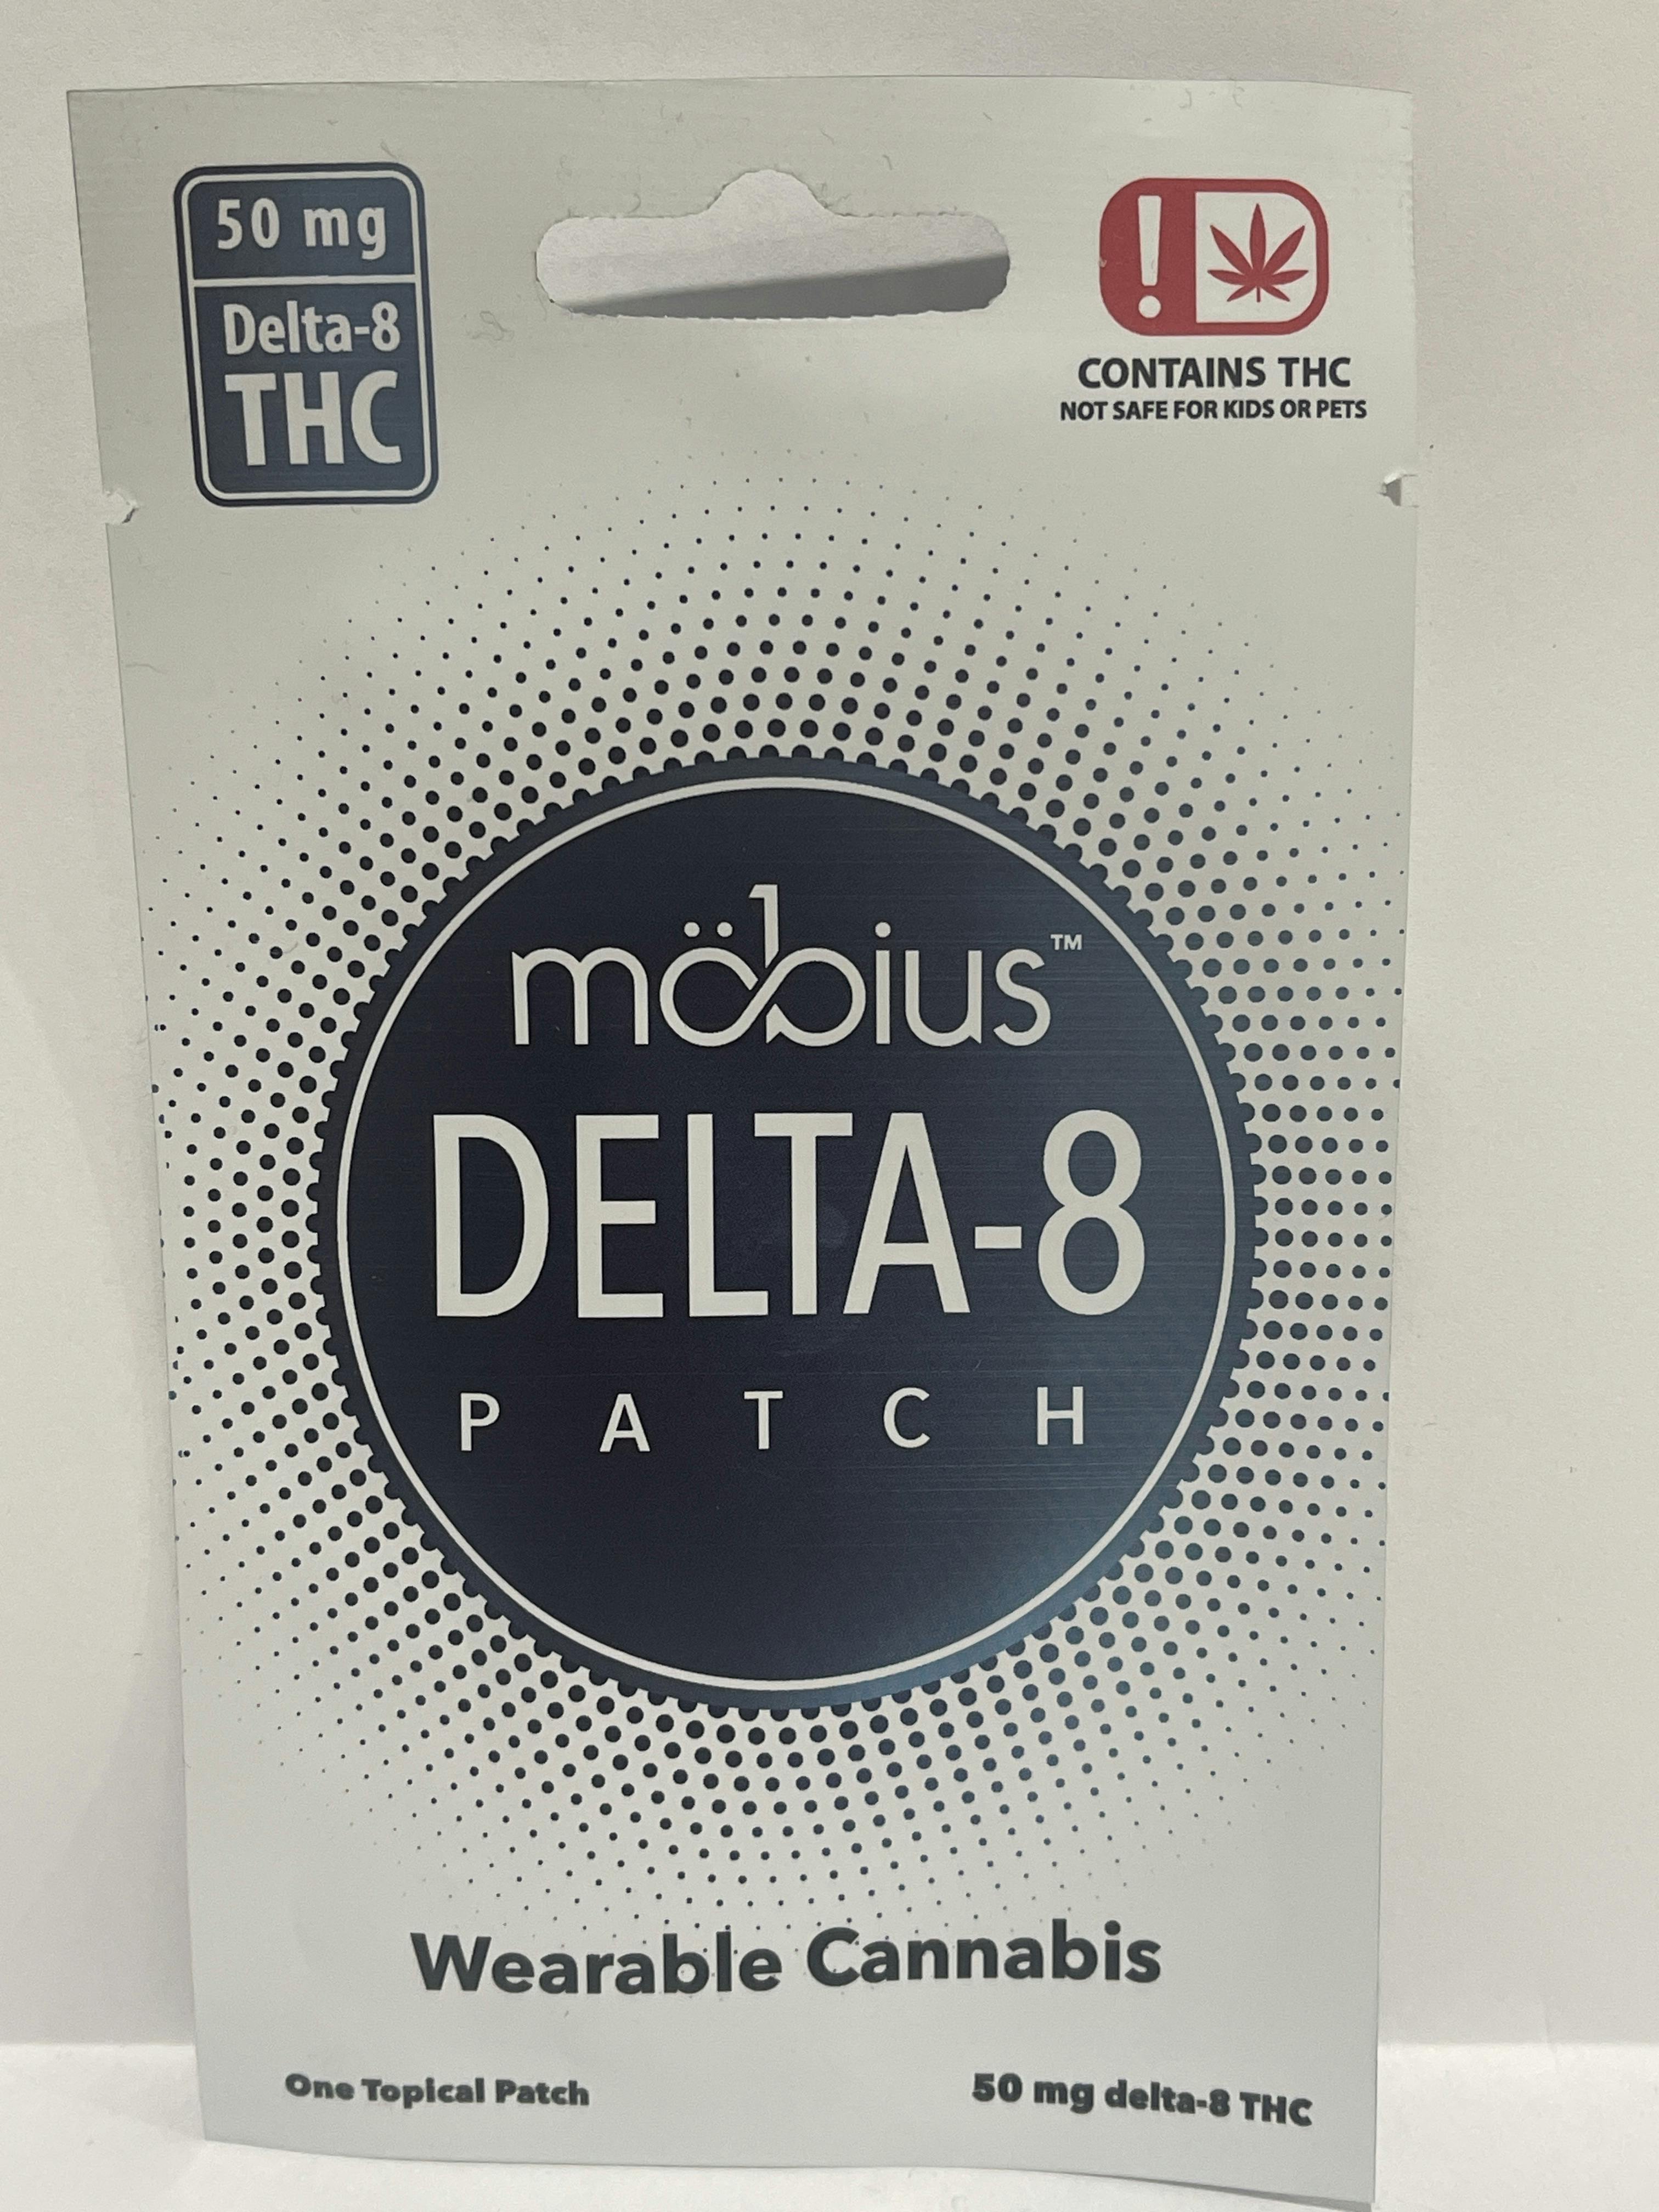 50 mg
Delta-8
THC
!
CONTAINS THC
NOT SAFE FOR KIDS OR PETS
möbius™
DELTA-8
PATCH
Wearable Cannabis
One Topical Patch
50 mg delta-8 THC